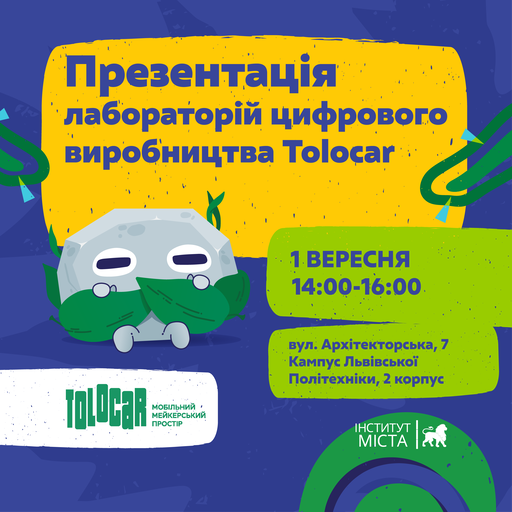 Презентація
лабораторій цифрового
виробництва Tolocar
1 ВЕРЕСНЯ
14:00-16:00
вул. Архітекторська, 7
Кампус Львівської
Політехніки, 2 корпус
TOLOCAR
МОБІЛЬНИЙ
МЕЙКЕРСЬКИЙ
ПРОСТІР
ІНСТИТУТ
МІСТА